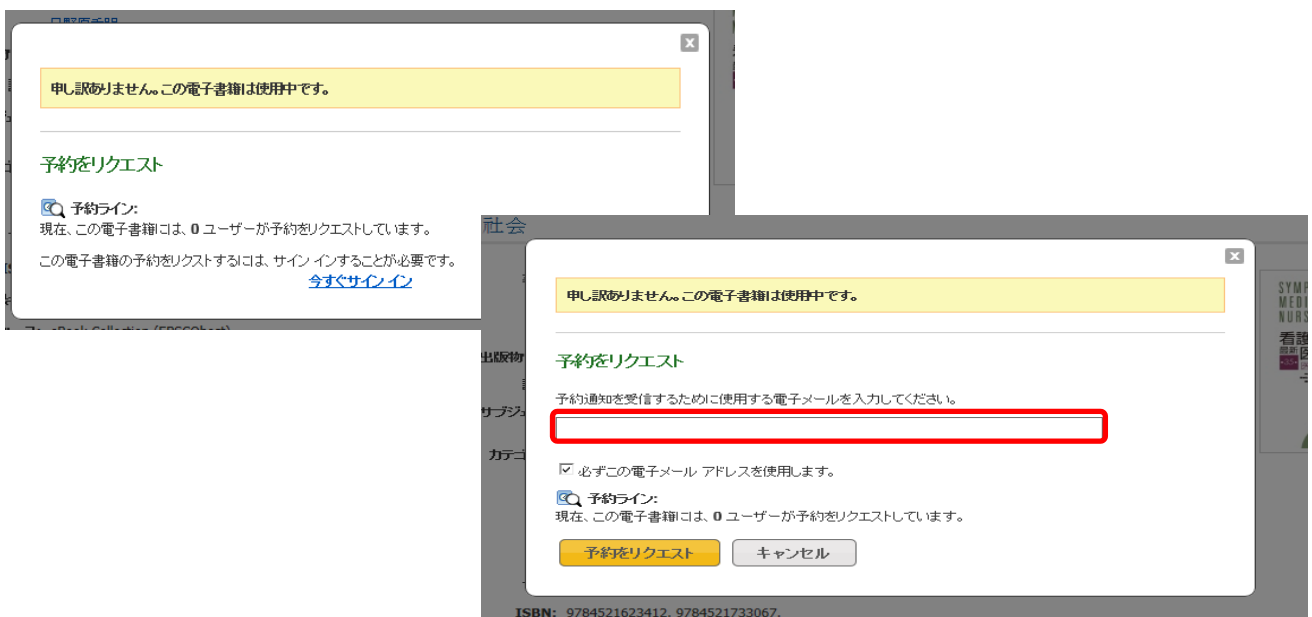 申し訳ありません。この電子書籍は使用中です。
予約をリクエスト
予約ライン:
現在、この電子書籍には、0 ユーザーが予約をリクエストしています。
この電子書籍の予約をリクストするには、サイン インすることが必要です。
今すぐサイン イン
eBook Collection (EBSCOhost)
社会
申し訳ありません。この電子書籍は使用中です。
出版物
予約をリクエスト
予約通知を受信するために使用する電子メールを入力してください。
サブジェ
カテゴ
必ずこの電子メール アドレスを使用します。
予約ライン:
現在、この電子書籍には、0 ユーザーが予約をリクエストしています。
予約をリクエスト
キャンセル
ISBN: 9784521623412. 9784521733067.
SYMP
MEDI
NURS
看護